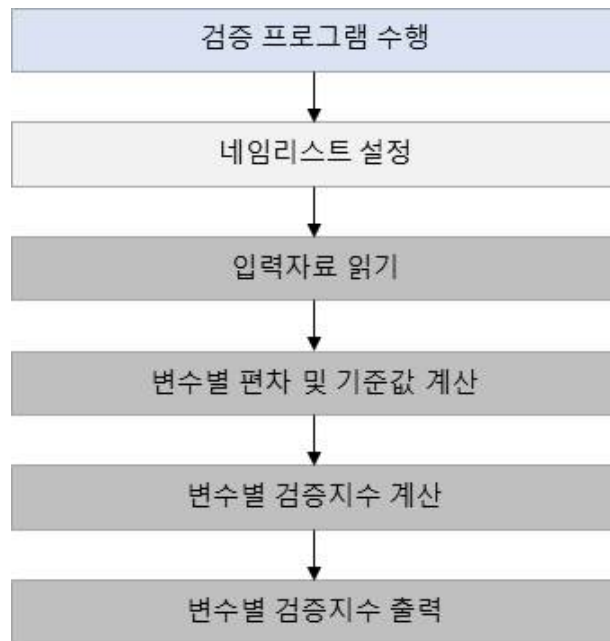 검증 프로그램 수행
네임리스트 설정
입력자료 읽기
변수별 편차 및 기준값 계산
변수별 검증지수 계산
변수별 검증지수 출력